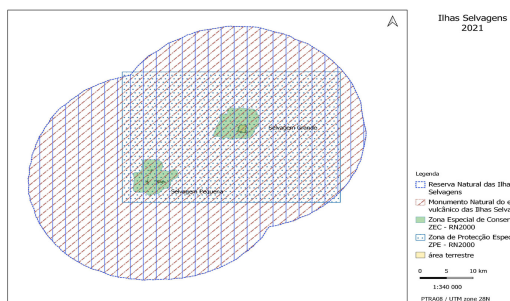 Ilhas Selvagens
2021
Selvagem Grande
Selvagem Pequena
Legenda
Reserva Natural das Ilha
Selvagens
Monumento Natural do e
vulcânico das Ilhas Selva
Zona Especial de Conser
ZEC - RN2000
Zona de Protecção Espec
ZPE - RN2000
área terrestre
0 5 10 km
1:340 000
PTRA08 / UTM zone 28N